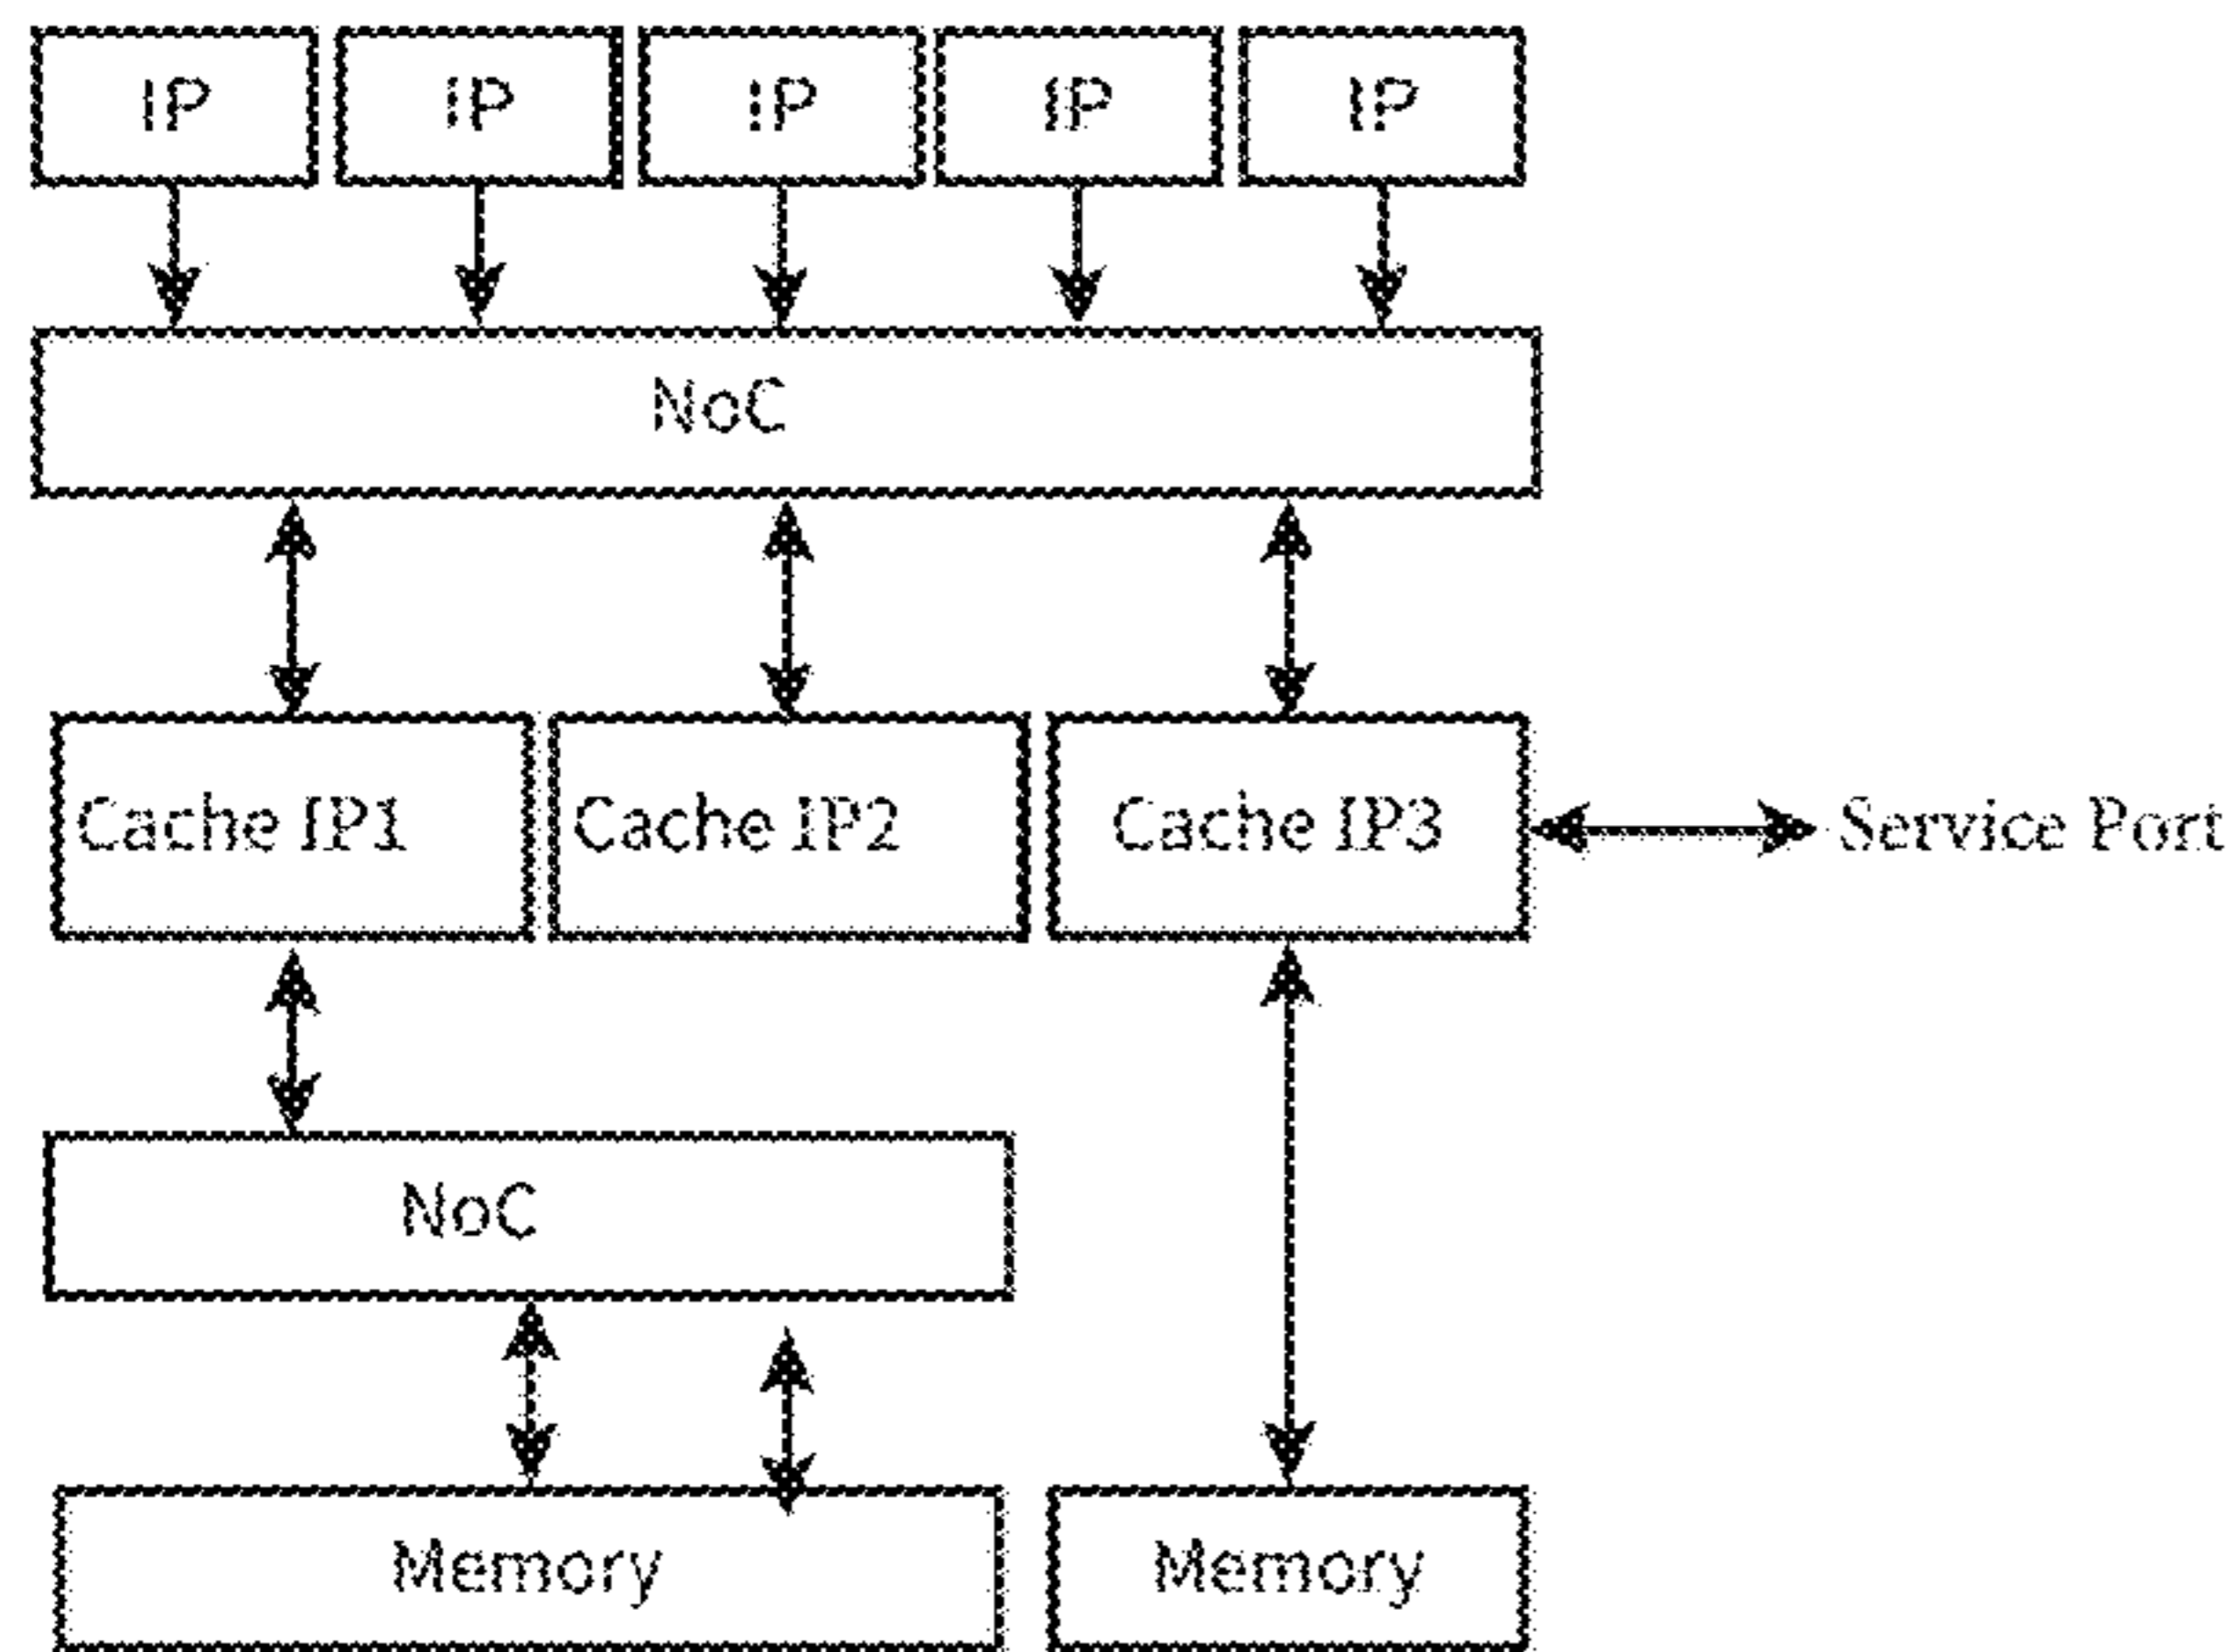 IP IP IP IP IP
NoC
Cache IP1 Cache IP2 Cache IP3 Service Port
NoC
Memory Memory